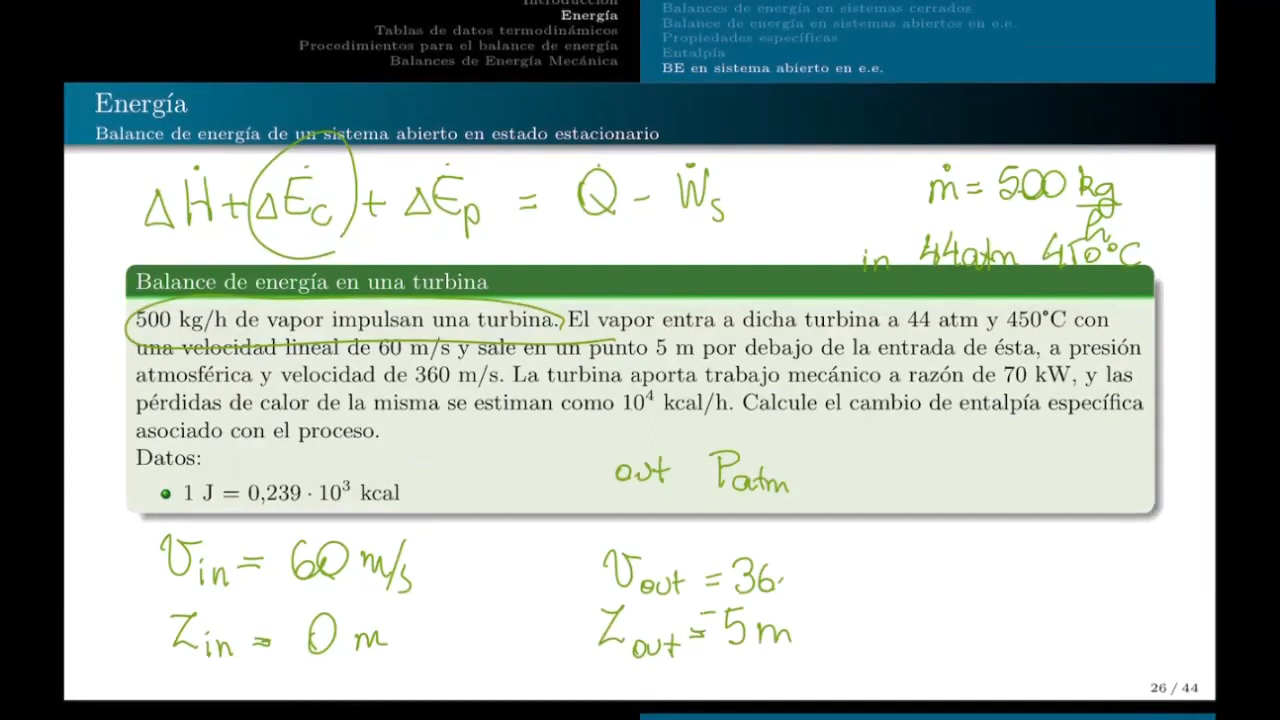 Introducción
Energía
Tablas de datos termodinámicos
Procedimientos para el balance de energía
Balances de Energía Mecánica
Balances de energía en sistemas cerrados
Balance de energía en sistemas abiertos en e.e.
Propiedades específicas
Entalpía
BE en sistema abierto en e.e.
Energía
Balance de energía de un sistema abierto en estado estacionario
ΔḢ + ΔĖc + ΔĖp = Q̇ - Ẇs
ṁ = 500 kg/h
in 44atm 450°C
Balance de energía en una turbina
500 kg/h de vapor impulsan una turbina. El vapor entra a dicha turbina a 44 atm y 450°C con
una velocidad lineal de 60 m/s y sale en un punto 5 m por debajo de la entrada de ésta, a presión
atmosférica y velocidad de 360 m/s. La turbina aporta trabajo mecánico a razón de 70 kW, y las
pérdidas de calor de la misma se estiman como 10⁴ kcal/h. Calcule el cambio de entalpía específica
asociado con el proceso.
Datos:
1 J = 0,239 · 10³ kcal
out Patm
Vin = 60 m/s
Vout = 36
Zin = 0 m
Zout = -5 m
26 / 44